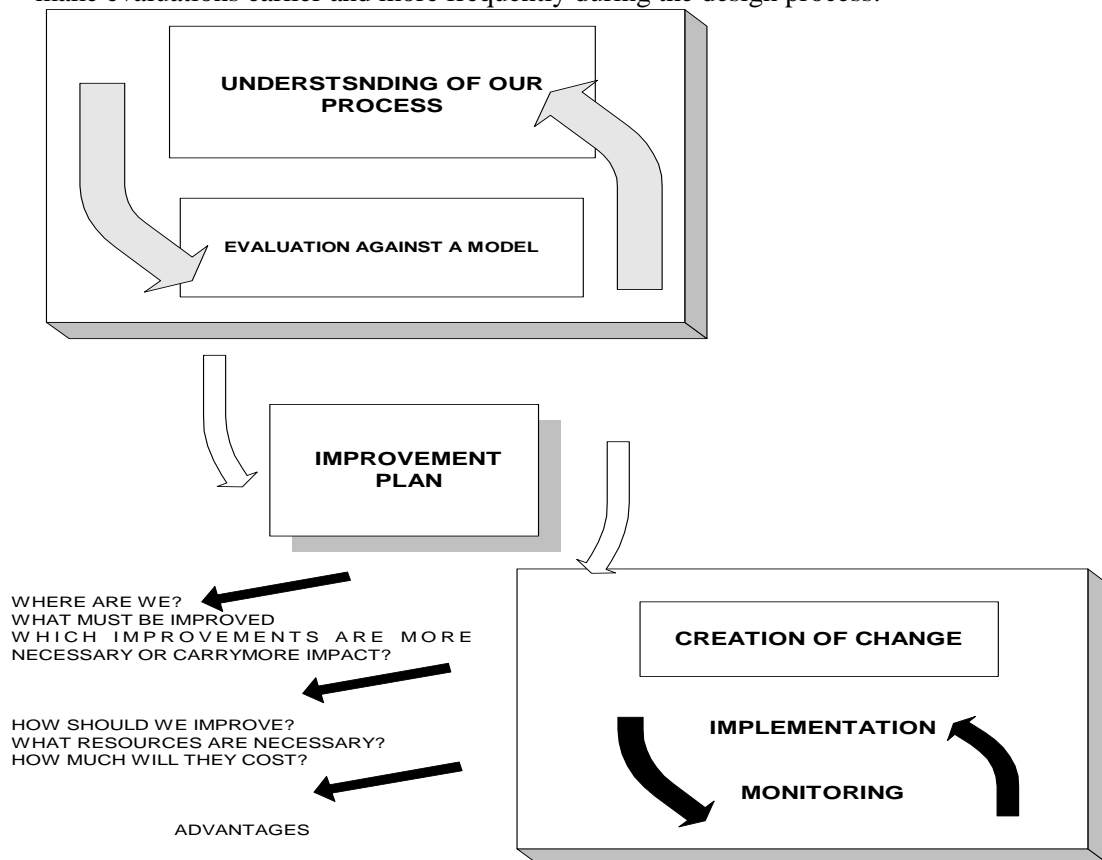 make evaluations earlier and more frequently during the design process.
UNDERSTSNDING OF OUR
PROCESS
EVALUATION AGAINST A MODEL
IMPROVEMENT
PLAN
WHERE ARE WE?
WHAT MUST BE IMPROVED
WHICH IMPROVEMENTS ARE MORE
NECESSARY OR CARRYMORE IMPACT?
HOW SHOULD WE IMPROVE?
WHAT RESOURCES ARE NECESSARY?
HOW MUCH WILL THEY COST?
ADVANTAGES
CREATION OF CHANGE
IMPLEMENTATION
MONITORING